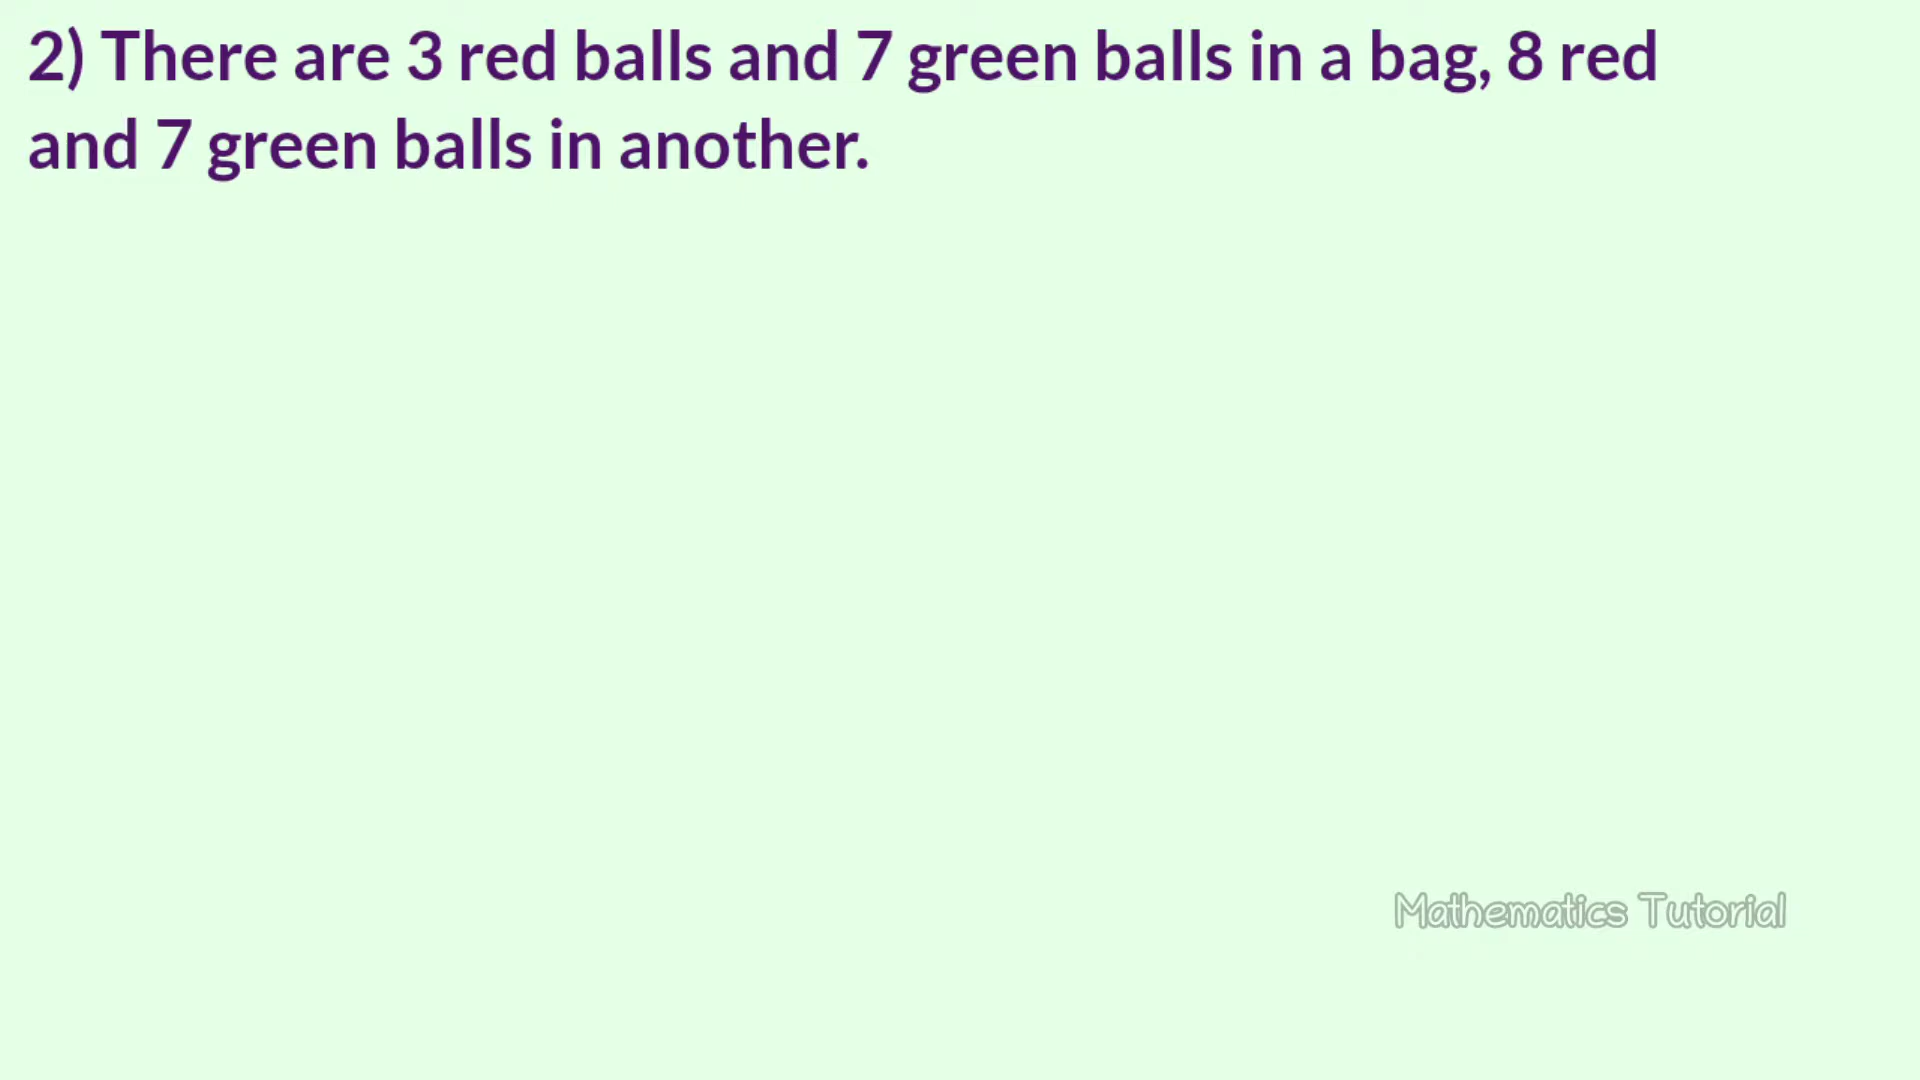 2) There are 3 red balls and 7 green balls in a bag, 8 red
and 7 green balls in another.
Mathematics Tutorial